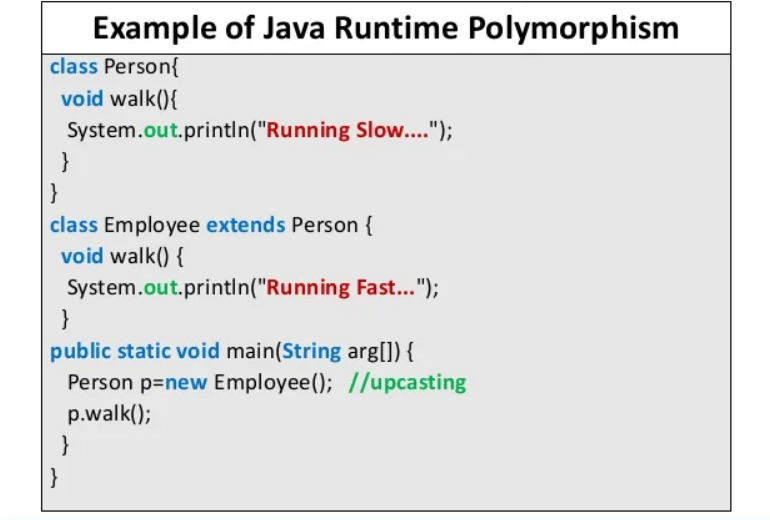 Example of Java Runtime Polymorphism
class Person{
void walk(){
System.out.println("Running Slow....");
}
}
class Employee extends Person {
void walk() {
System.out.println("Running Fast...");
}
public static void main(String arg[]) {
Person p=new Employee(); //upcasting
p.walk();
}
}